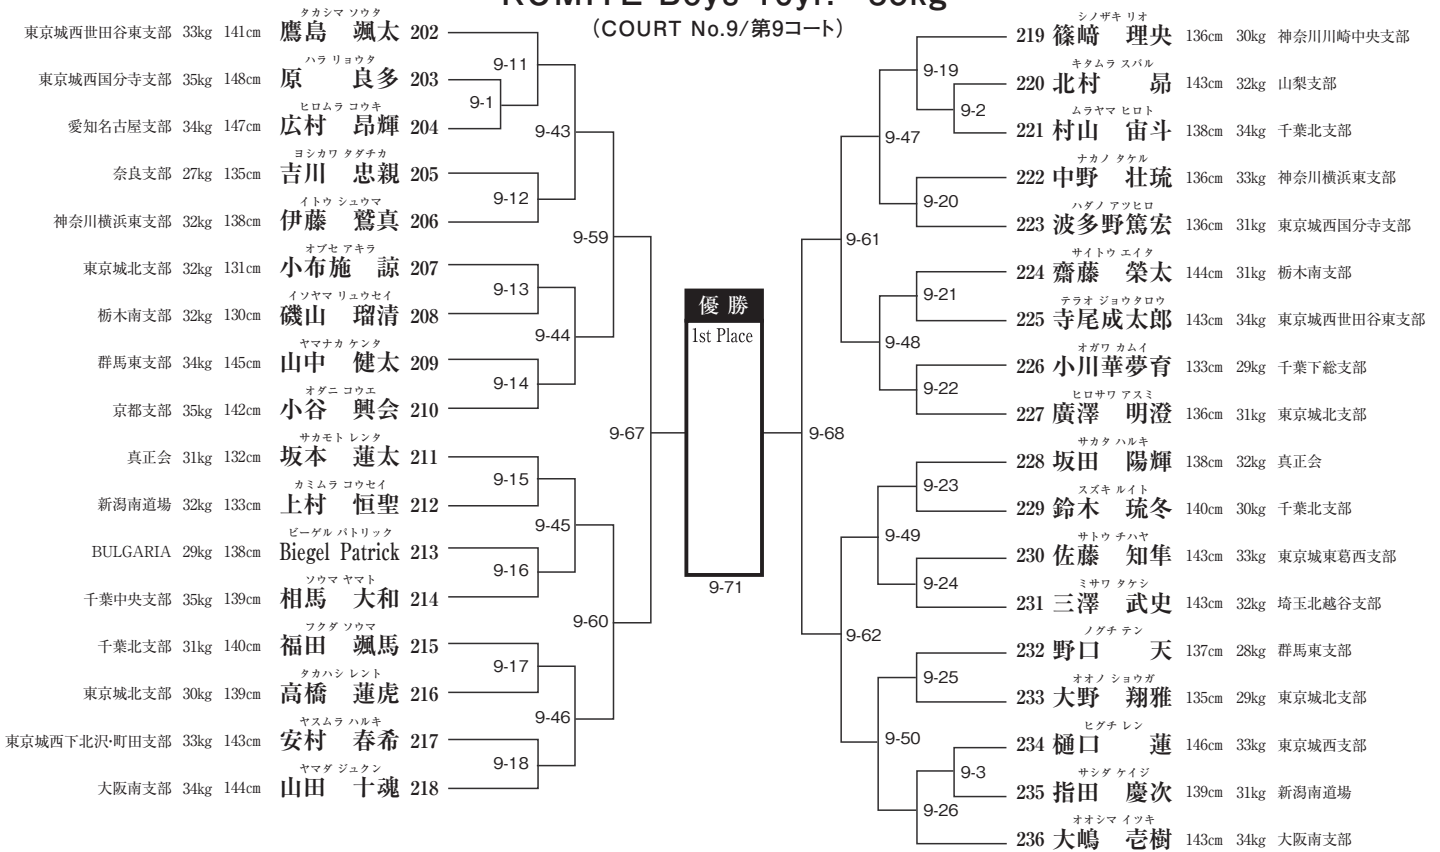 (COURT No.9/第9コート)
タカシマ ソウタ
東京城西世田谷東支部 33kg 141cm 鷹島 颯太 202
ハラ リョウタ
東京城西国分寺支部 35kg 148cm 原 良多 203
ヒロムラ コウキ
愛知名古屋支部 34kg 147cm 広村 昂輝 204
ヨシカワ タダチカ
奈良支部 27kg 135cm 吉川 忠親 205
イトウ シュウマ
神奈川横浜東支部 32kg 138cm 伊藤 鷲真 206
オブセ アキラ
東京城北支部 32kg 131cm 小布施 諒 207
イソヤマ リュウセイ
栃木南支部 32kg 130cm 磯山 瑠清 208
ヤマナカ ケンタ
群馬東支部 34kg 145cm 山中 健太 209
オダニ コウエ
京都支部 35kg 142cm 小谷 興会 210
サカモト レンタ
真正会 31kg 132cm 坂本 蓮太 211
カミムラ コウセイ
新潟南道場 32kg 133cm 上村 恒聖 212
ビーゲル パトリック
BULGARIA 29kg 138cm Biegel Patrick 213
ソウマ ヤマト
千葉中央支部 35kg 139cm 相馬 大和 214
フクダ ソウマ
千葉北支部 31kg 140cm 福田 颯馬 215
タカハシ レント
東京城北支部 30kg 139cm 高橋 蓮虎 216
ヤスムラ ハルキ
東京城西下北沢・町田支部 33kg 143cm 安村 春希 217
ヤマダ ジュクン
大阪南支部 34kg 144cm 山田 十魂 218
9-11
9-1
9-43
9-12
9-59
9-13
9-44
9-14
9-67
9-15
9-45
9-16
9-60
9-17
9-46
9-18
優勝
1st Place
9-71
シノザキ リオ
219 篠﨑 理央 136cm 30kg 神奈川川崎中央支部
キタムラ スバル
220 北村 昴 143cm 32kg 山梨支部
ムラヤマ ヒロト
221 村山 宙斗 138cm 34kg 千葉北支部
ナカノ タケル
222 中野 壮琉 136cm 33kg 神奈川横浜東支部
ハダノ アツヒロ
223 波多野篤宏 136cm 31kg 東京城西国分寺支部
サイトウ エイタ
224 齋藤 榮太 144cm 31kg 栃木南支部
テラオ ジョウタロウ
225 寺尾成太郎 143cm 34kg 東京城西世田谷東支部
オガワ カムイ
226 小川華夢育 133cm 29kg 千葉下総支部
ヒロサワ アスミ
227 廣澤 明澄 136cm 31kg 東京城北支部
サカタ ハルキ
228 坂田 陽輝 138cm 32kg 真正会
スズキ ルイト
229 鈴木 琉冬 140cm 30kg 千葉北支部
サトウ チハヤ
230 佐藤 知隼 143cm 33kg 東京城東葛西支部
ミサワ タケシ
231 三澤 武史 143cm 32kg 埼玉北越谷支部
ノグチ テン
232 野口 天 137cm 28kg 群馬東支部
オオノ ショウガ
233 大野 翔雅 135cm 29kg 東京城北支部
ヒグチ レン
234 樋口 蓮 146cm 33kg 東京城西支部
サシダ ケイジ
235 指田 慶次 139cm 31kg 新潟南道場
オオシマ イツキ
236 大嶋 壱樹 143cm 34kg 大阪南支部
9-19
9-2
9-47
9-20
9-61
9-21
9-48
9-22
9-68
9-23
9-49
9-24
9-62
9-25
9-50
9-3
9-26